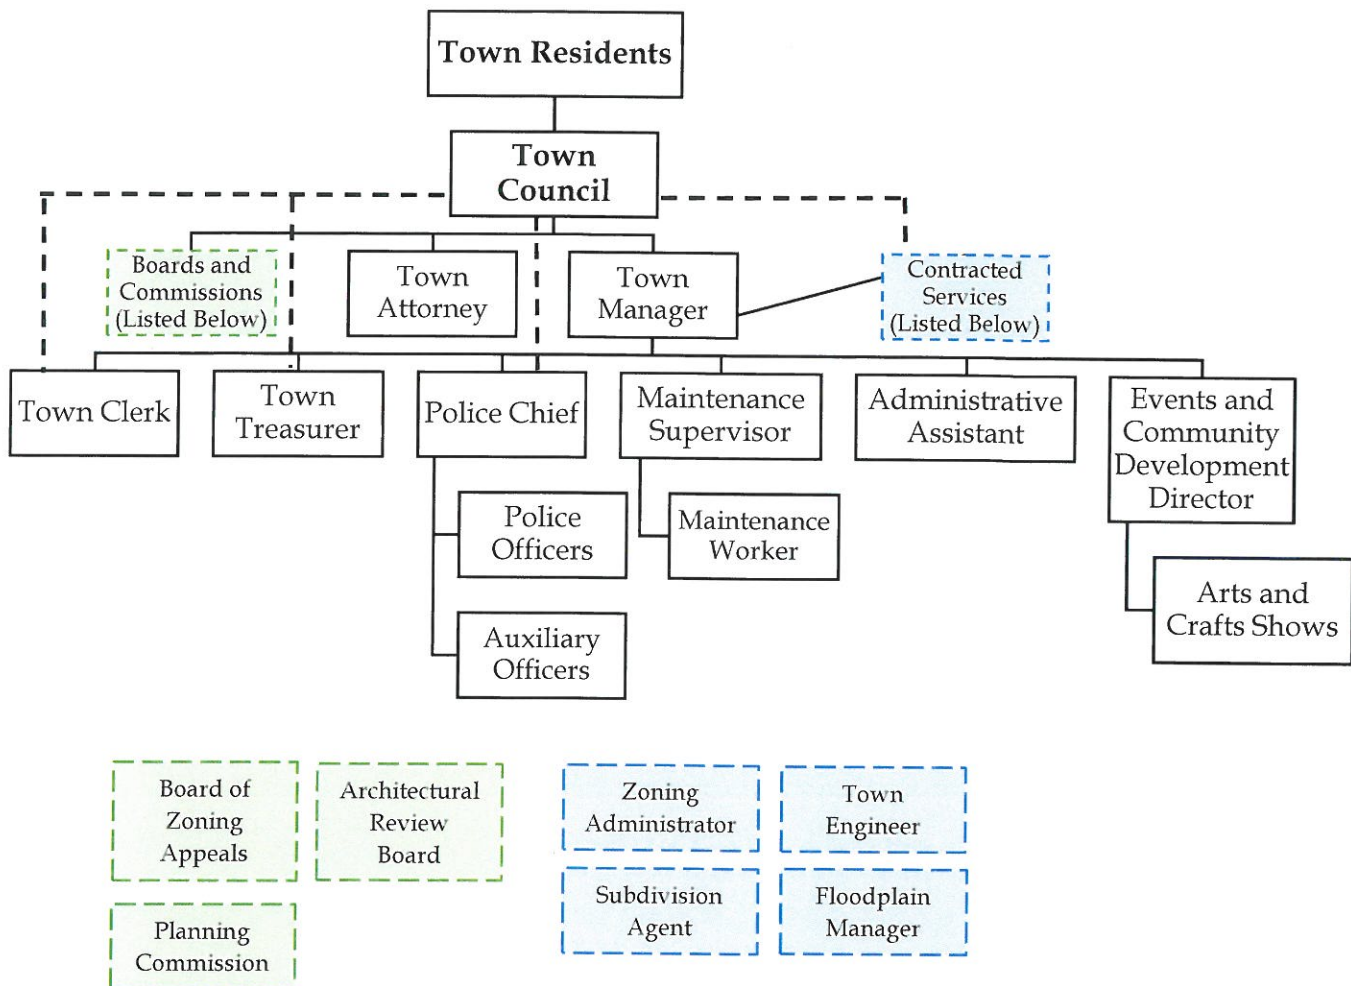 Town Residents
Town
Council
Boards and
Commissions
(Listed Below)
Town
Attorney
Town
Manager
Contracted
Services
(Listed Below)
Town Clerk
Town
Treasurer
Police Chief
Maintenance
Supervisor
Administrative
Assistant
Events and
Community
Development
Director
Police
Officers
Maintenance
Worker
Auxiliary
Officers
Arts and
Crafts Shows
Board of
Zoning
Appeals
Architectural
Review
Board
Zoning
Administrator
Town
Engineer
Planning
Commission
Subdivision
Agent
Floodplain
Manager